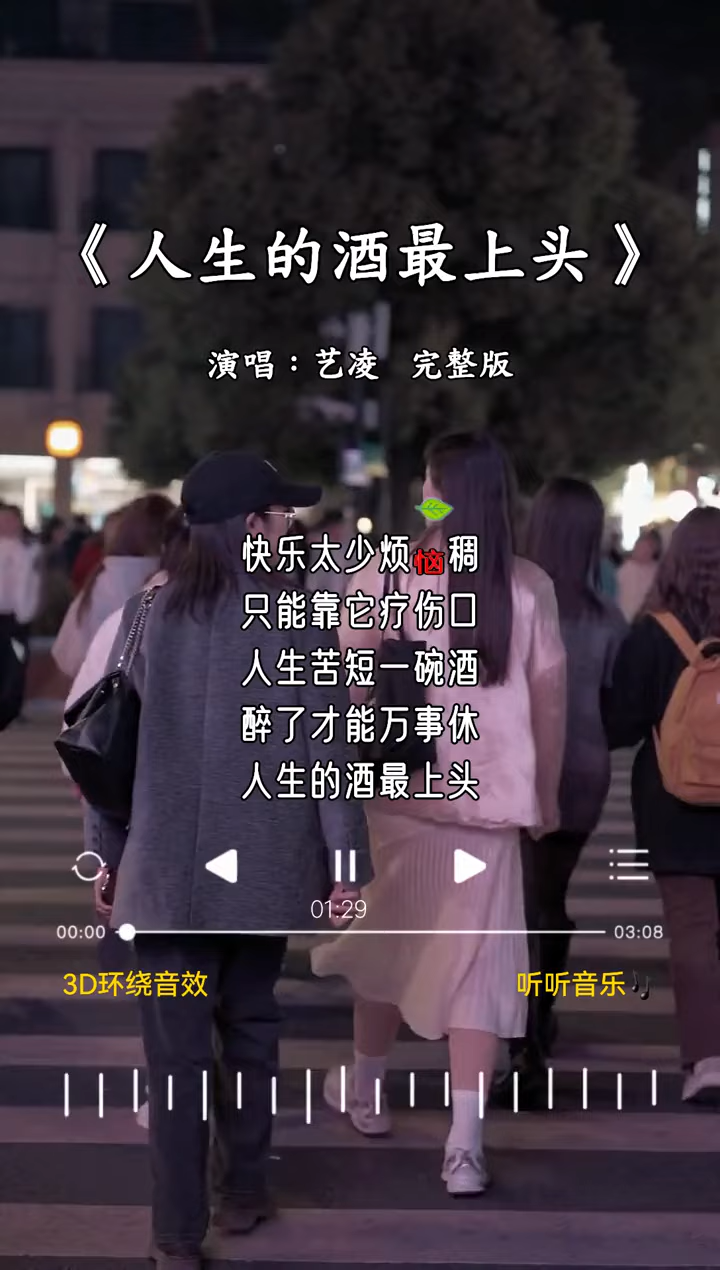 《人生的酒最上头》
演唱：艺凌 完整版
快乐太少烦恼稠
只能靠它疗伤口
人生苦短一碗酒
醉了才能万事休
人生的酒最上头
01:29
00:00 03:08
3D环绕音效 听听音乐🎶